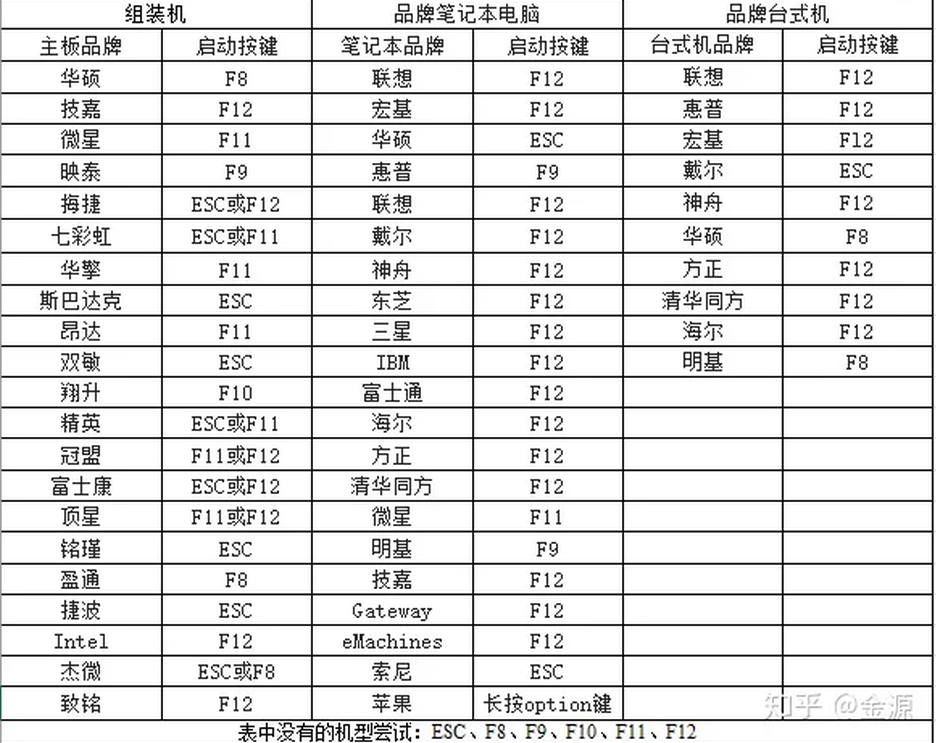 组装机 品牌笔记本电脑 品牌台式机
主板品牌 启动按键 笔记本品牌 启动按键 台式机品牌 启动按键
华硕 F8 联想 F12 联想 F12
技嘉 F12 宏基 F12 惠普 F12
微星 F11 华硕 ESC 宏基 F12
映泰 F9 惠普 F9 戴尔 ESC
梅捷 ESC或F12 联想 F12 神舟 F12
七彩虹 ESC或F11 戴尔 F12 华硕 F8
华擎 F11 神舟 F12 方正 F12
斯巴达克 ESC 东芝 F12 清华同方 F12
昂达 F11 三星 F12 海尔 F12
双敏 ESC IBM F12 明基 F8
翔升 F10 富士通 F12
精英 ESC或F11 海尔 F12
冠盟 F11或F12 方正 F12
富士康 ESC或F12 清华同方 F12
顶星 F11或F12 微星 F11
铭瑾 ESC 明基 F9
盈通 F8 技嘉 F12
捷波 ESC Gateway F12
Intel F12 eMachines F12
杰微 ESC或F8 索尼 ESC
致铭 F12 苹果 长按option键
知乎 @金源
表中没有的机型尝试：ESC、F8、F9、F10、F11、F12